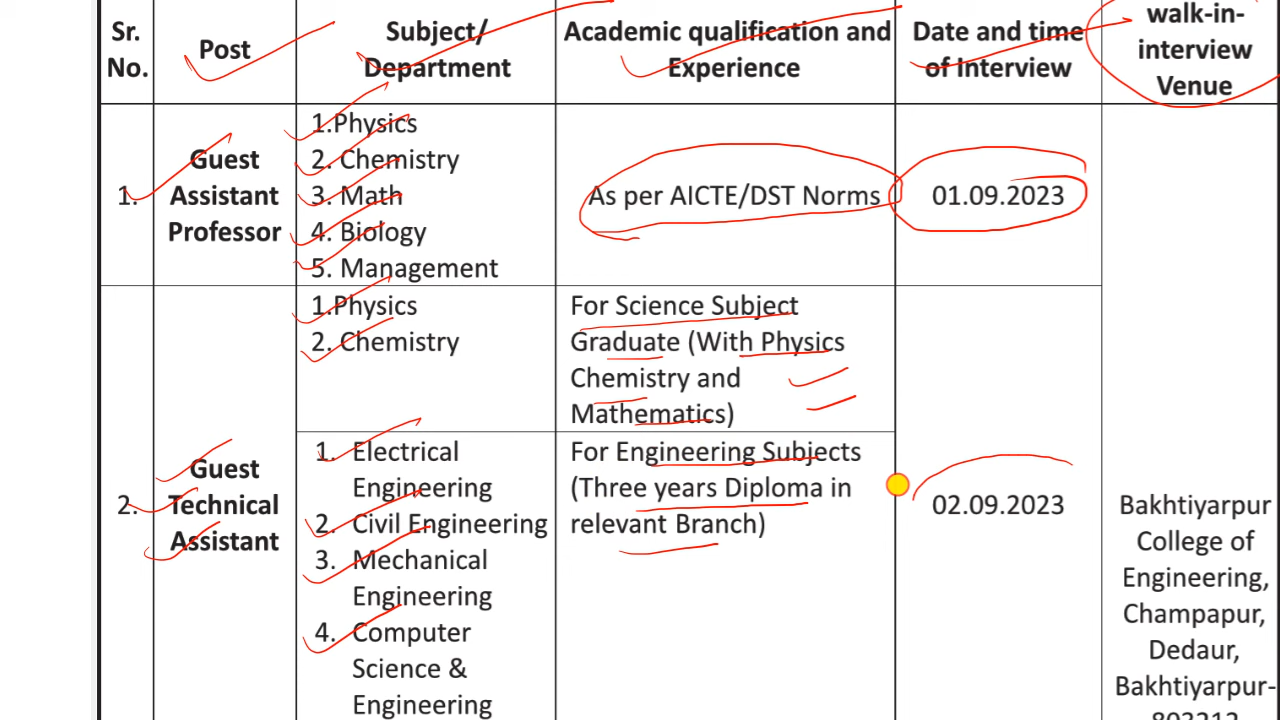 Sr.
No.
Post
Subject/
Department
Academic qualification and
Experience
Date and time
of Interview
walk-in-
interview
Venue
1.
Guest
Assistant
Professor
1.Physics
2. Chemistry
3. Math
4. Biology
5. Management
As per AICTE/DST Norms
01.09.2023
2.
Guest
Technical
Assistant
1.Physics
2. Chemistry
For Science Subject
Graduate (With Physics
Chemistry and
Mathematics)
1. Electrical
Engineering
2. Civil Engineering
3. Mechanical
Engineering
4. Computer
Science &
Engineering
For Engineering Subjects
(Three years Diploma in
relevant Branch)
02.09.2023
Bakhtiyarpur
College of
Engineering,
Champapur,
Dedaur,
Bakhtiyarpur-
803212